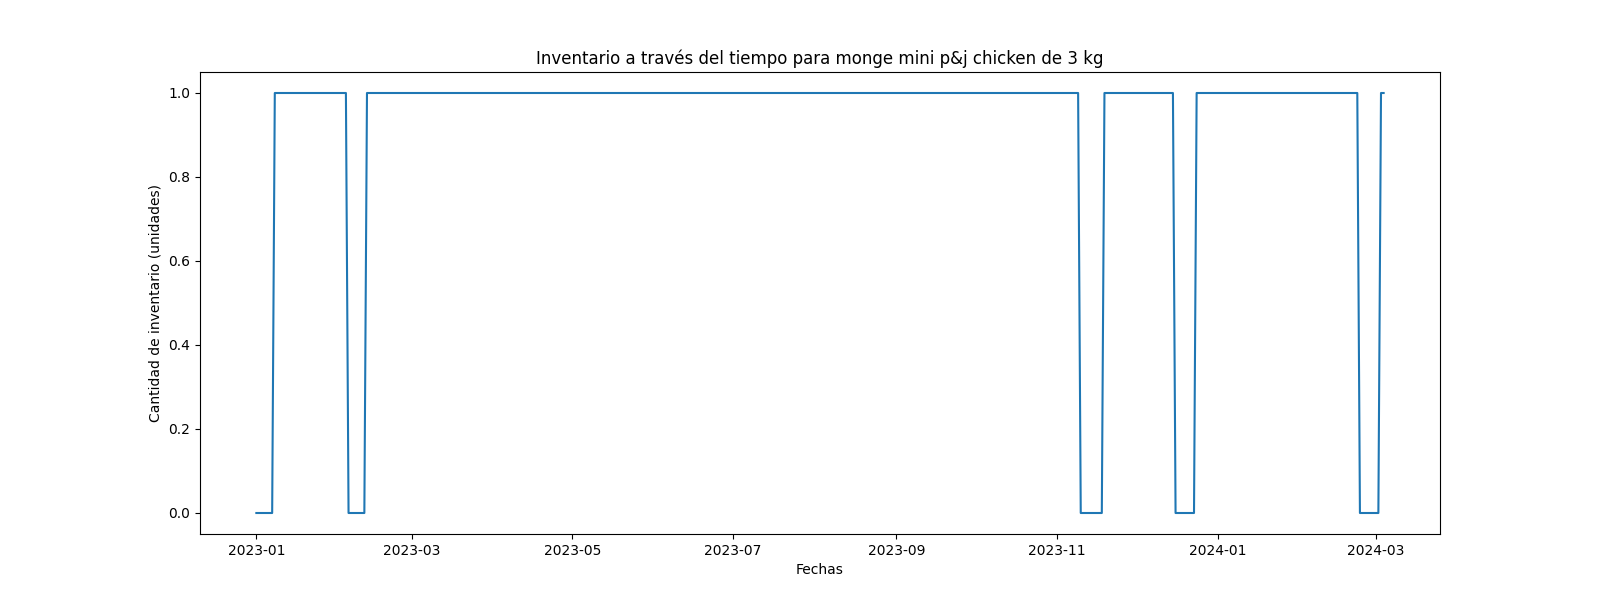 Inventario a través del tiempo para monge mini p&j chicken de 3 kg
Cantidad de inventario (unidades)
1.0
0.8
0.6
0.4
0.2
0.0
2023-01 2023-03 2023-05 2023-07 2023-09 2023-11 2024-01 2024-03
Fechas